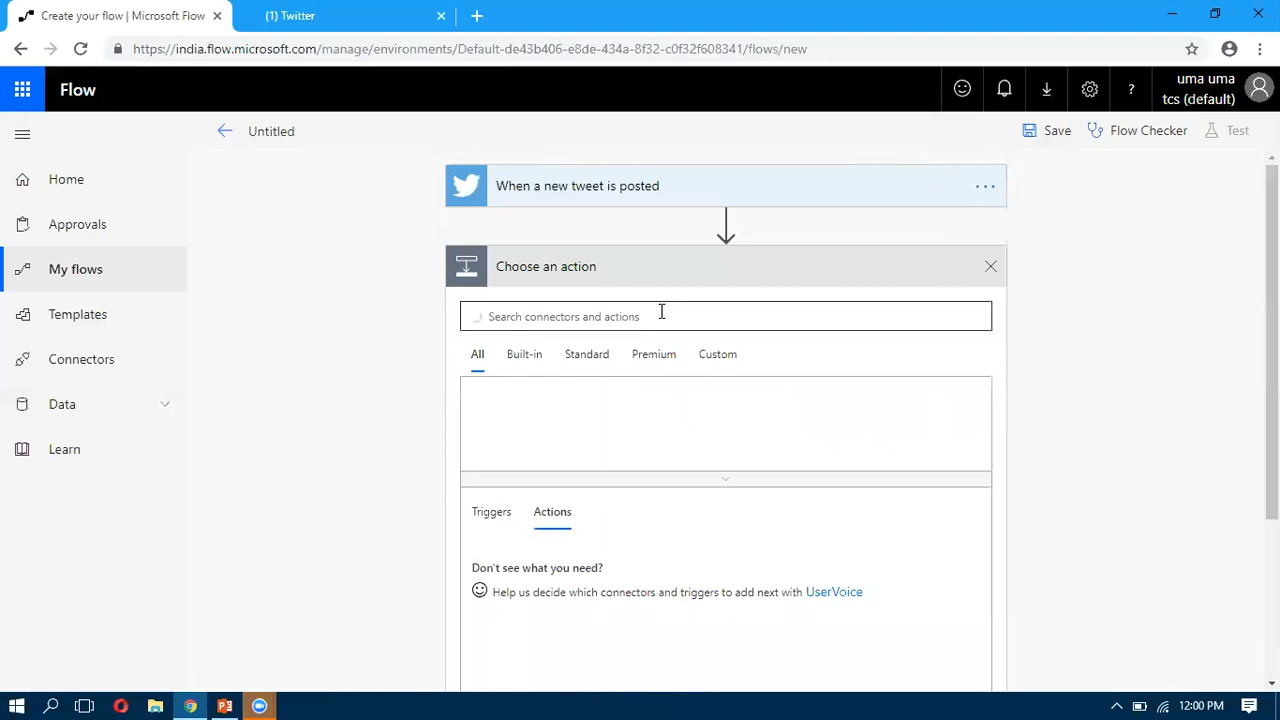 Create your flow | Microsoft Flow
(1) Twitter
https://india.flow.microsoft.com/manage/environments/Default-de43b406-e8de-434a-8f32-c0f32f608341/flows/new
Flow
?
uma uma
tcs (default)
Untitled
Save
Flow Checker
Test
Home
Approvals
My flows
Templates
Connectors
Data
Learn
When a new tweet is posted
Choose an action
Search connectors and actions
All
Built-in
Standard
Premium
Custom
Triggers
Actions
Don't see what you need?
Help us decide which connectors and triggers to add next with UserVoice
12:00 PM